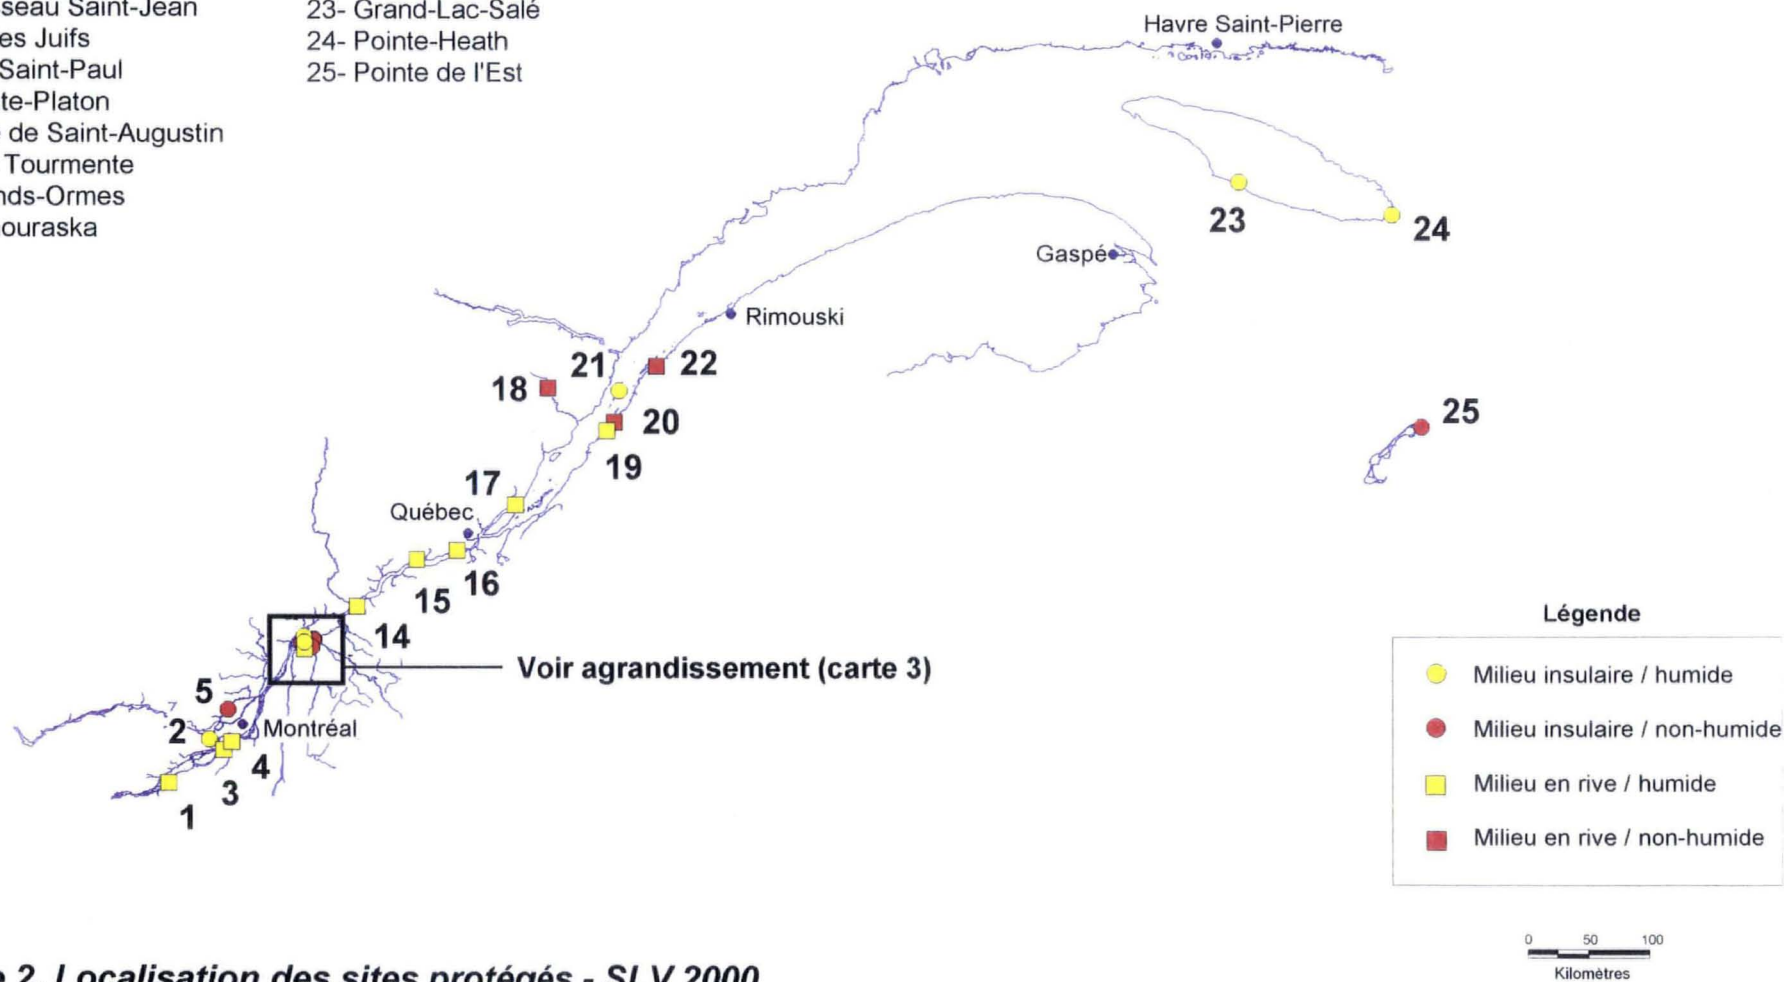 seau Saint-Jean
es Juifs
Saint-Paul
te-Platon
de Saint-Augustin
Tourmente
nds-Ormes
ouraska
23- Grand-Lac-Salé
24- Pointe-Heath
25- Pointe de l'Est
Havre Saint-Pierre
23
24
Gaspé
Rimouski
21
22
18
20
25
19
17
Québec
16
15
14
Voir agrandissement (carte 3)
5
2
Montréal
4
3
1
Légende
Milieu insulaire / humide
Milieu insulaire / non-humide
Milieu en rive / humide
Milieu en rive / non-humide
0 50 100
Kilomètres
2. Localisation des sites protégés - SLV 2000